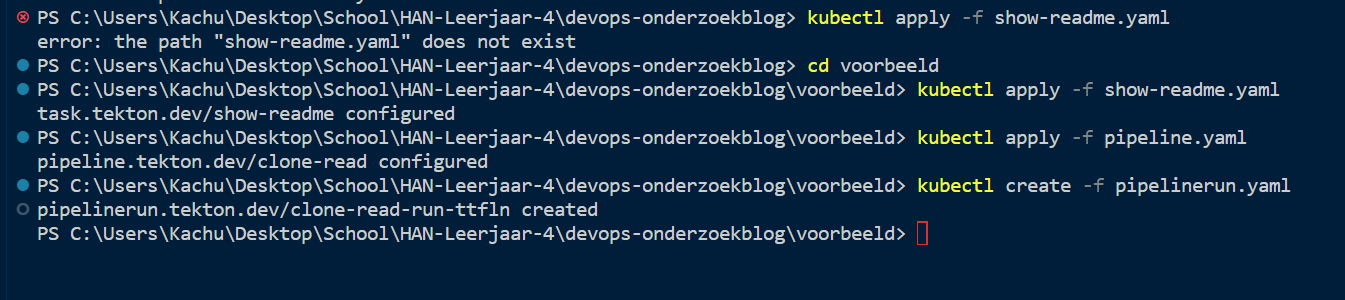 PS C:\Users\Kachu\Desktop\School\HAN-Leerjaar-4\devops-onderzoekblog> kubectl apply -f show-readme.yaml
error: the path "show-readme.yaml" does not exist
PS C:\Users\Kachu\Desktop\School\HAN-Leerjaar-4\devops-onderzoekblog> cd voorbeeld
PS C:\Users\Kachu\Desktop\School\HAN-Leerjaar-4\devops-onderzoekblog\voorbeeld> kubectl apply -f show-readme.yaml
task.tekton.dev/show-readme configured
PS C:\Users\Kachu\Desktop\School\HAN-Leerjaar-4\devops-onderzoekblog\voorbeeld> kubectl apply -f pipeline.yaml
pipeline.tekton.dev/clone-read configured
PS C:\Users\Kachu\Desktop\School\HAN-Leerjaar-4\devops-onderzoekblog\voorbeeld> kubectl create -f pipelinerun.yaml
pipelinerun.tekton.dev/clone-read-run-ttfln created
PS C:\Users\Kachu\Desktop\School\HAN-Leerjaar-4\devops-onderzoekblog\voorbeeld>